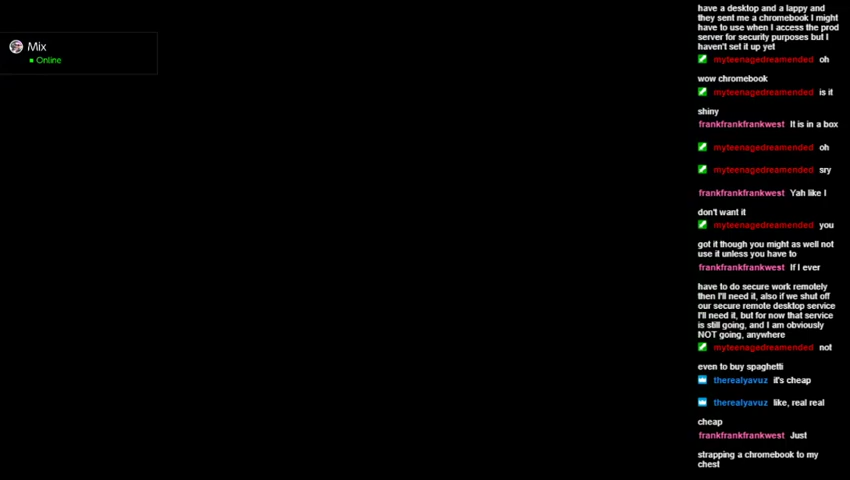 Mix
Online
have a desktop and a lappy and
they sent me a chromebook I might
have to use when I access the prod
server for security purposes but I
haven't set it up yet
myteenagedreamended oh
wow chromebook
myteenagedreamended is it
shiny
frankfrankfrankwest It is in a box
myteenagedreamended oh
myteenagedreamended sry
frankfrankfrankwest Yah like I
don't want it
myteenagedreamended you
got it though you might as well not
use it unless you have to
frankfrankfrankwest If I ever
have to do secure work remotely
then I'll need it, also if we shut off
our secure remote desktop service
I'll need it, but for now that service
is still going, and I am obviously
NOT going, anywhere
myteenagedreamended not
even to buy spaghetti
therealyavuz it's cheap
therealyavuz like, real real
cheap
frankfrankfrankwest Just
strapping a chromebook to my
chest